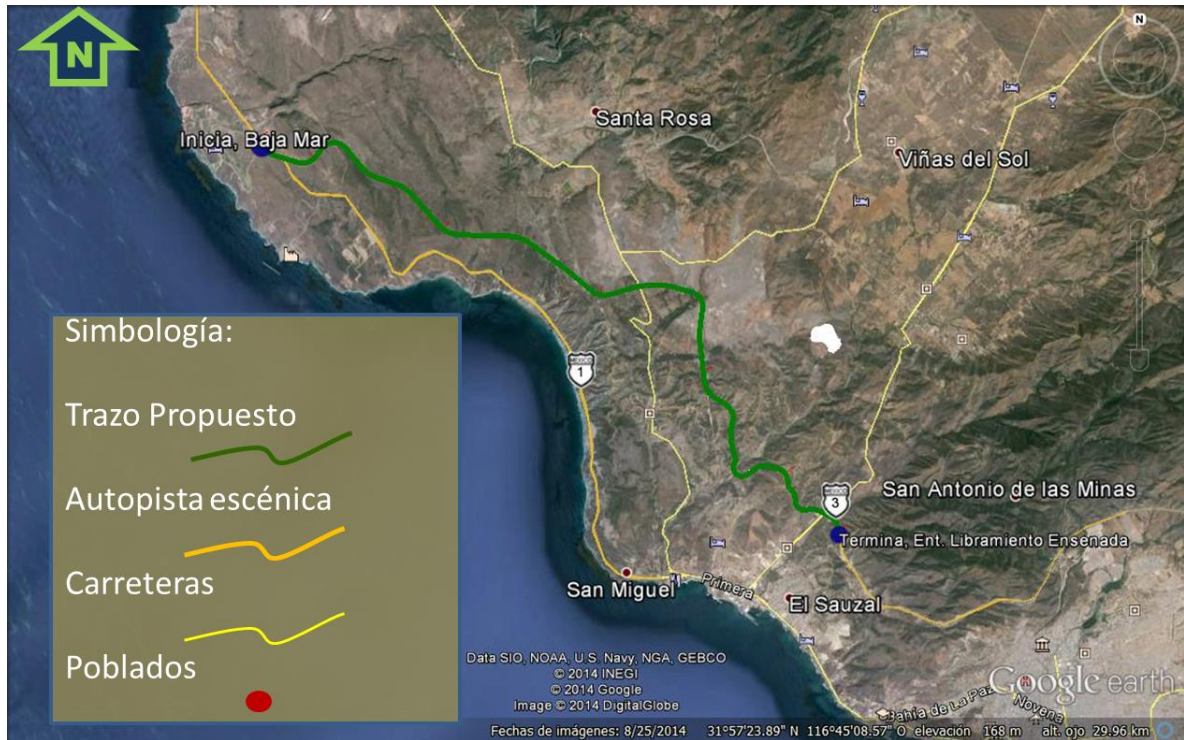 N
N
Inicia, Baja Mar
Santa Rosa
Viñas del Sol
Simbología:
Trazo Propuesto
Autopista escénica
Carreteras
Poblados
MEXICO
1
MEXICO
3
San Antonio de las Minas
Termina, Ent. Libramiento Ensenada
San Miguel
Primera
El Sauzal
Data SIO, NOAA, U.S. Navy, NGA, GEBCO
© 2014 INEGI
© 2014 Google
Image © 2014 DigitalGlobe
Google earth
Bahía de La Paz
Novena
Fechas de imágenes: 8/25/2014 31°57'23.89" N 116°45'08.57" O elevación 168 m alt. ojo 29.96 km